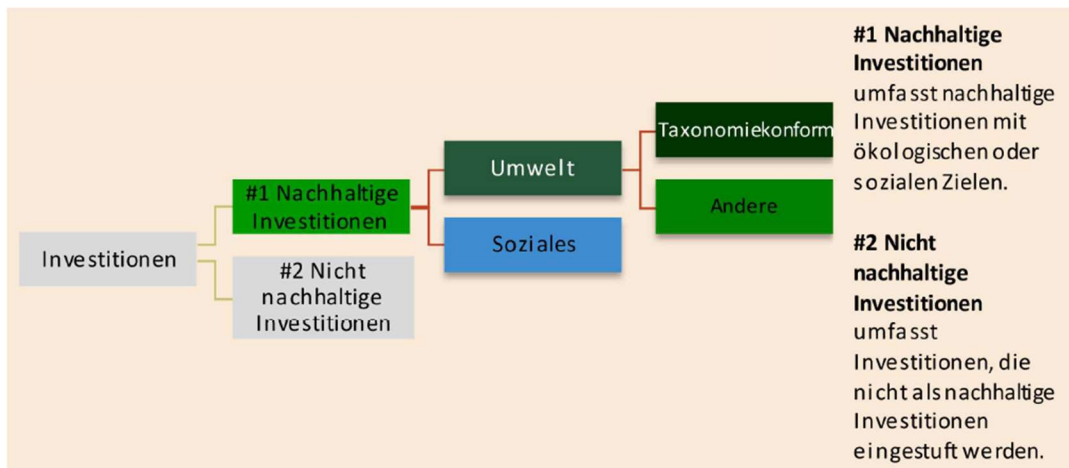 Investitionen
#1 Nachhaltige
Investitionen
#2 Nicht
nachhaltige
Investitionen
Umwelt
Soziales
Taxonomiekonform
Andere
#1 Nachhaltige
Investitionen
umfasst nachhaltige
Investitionen mit
ökologischen oder
sozialen Zielen.
#2 Nicht
nachhaltige
Investitionen
umfasst
Investitionen, die
nicht als nachhaltige
Investitionen
eingestuft werden.